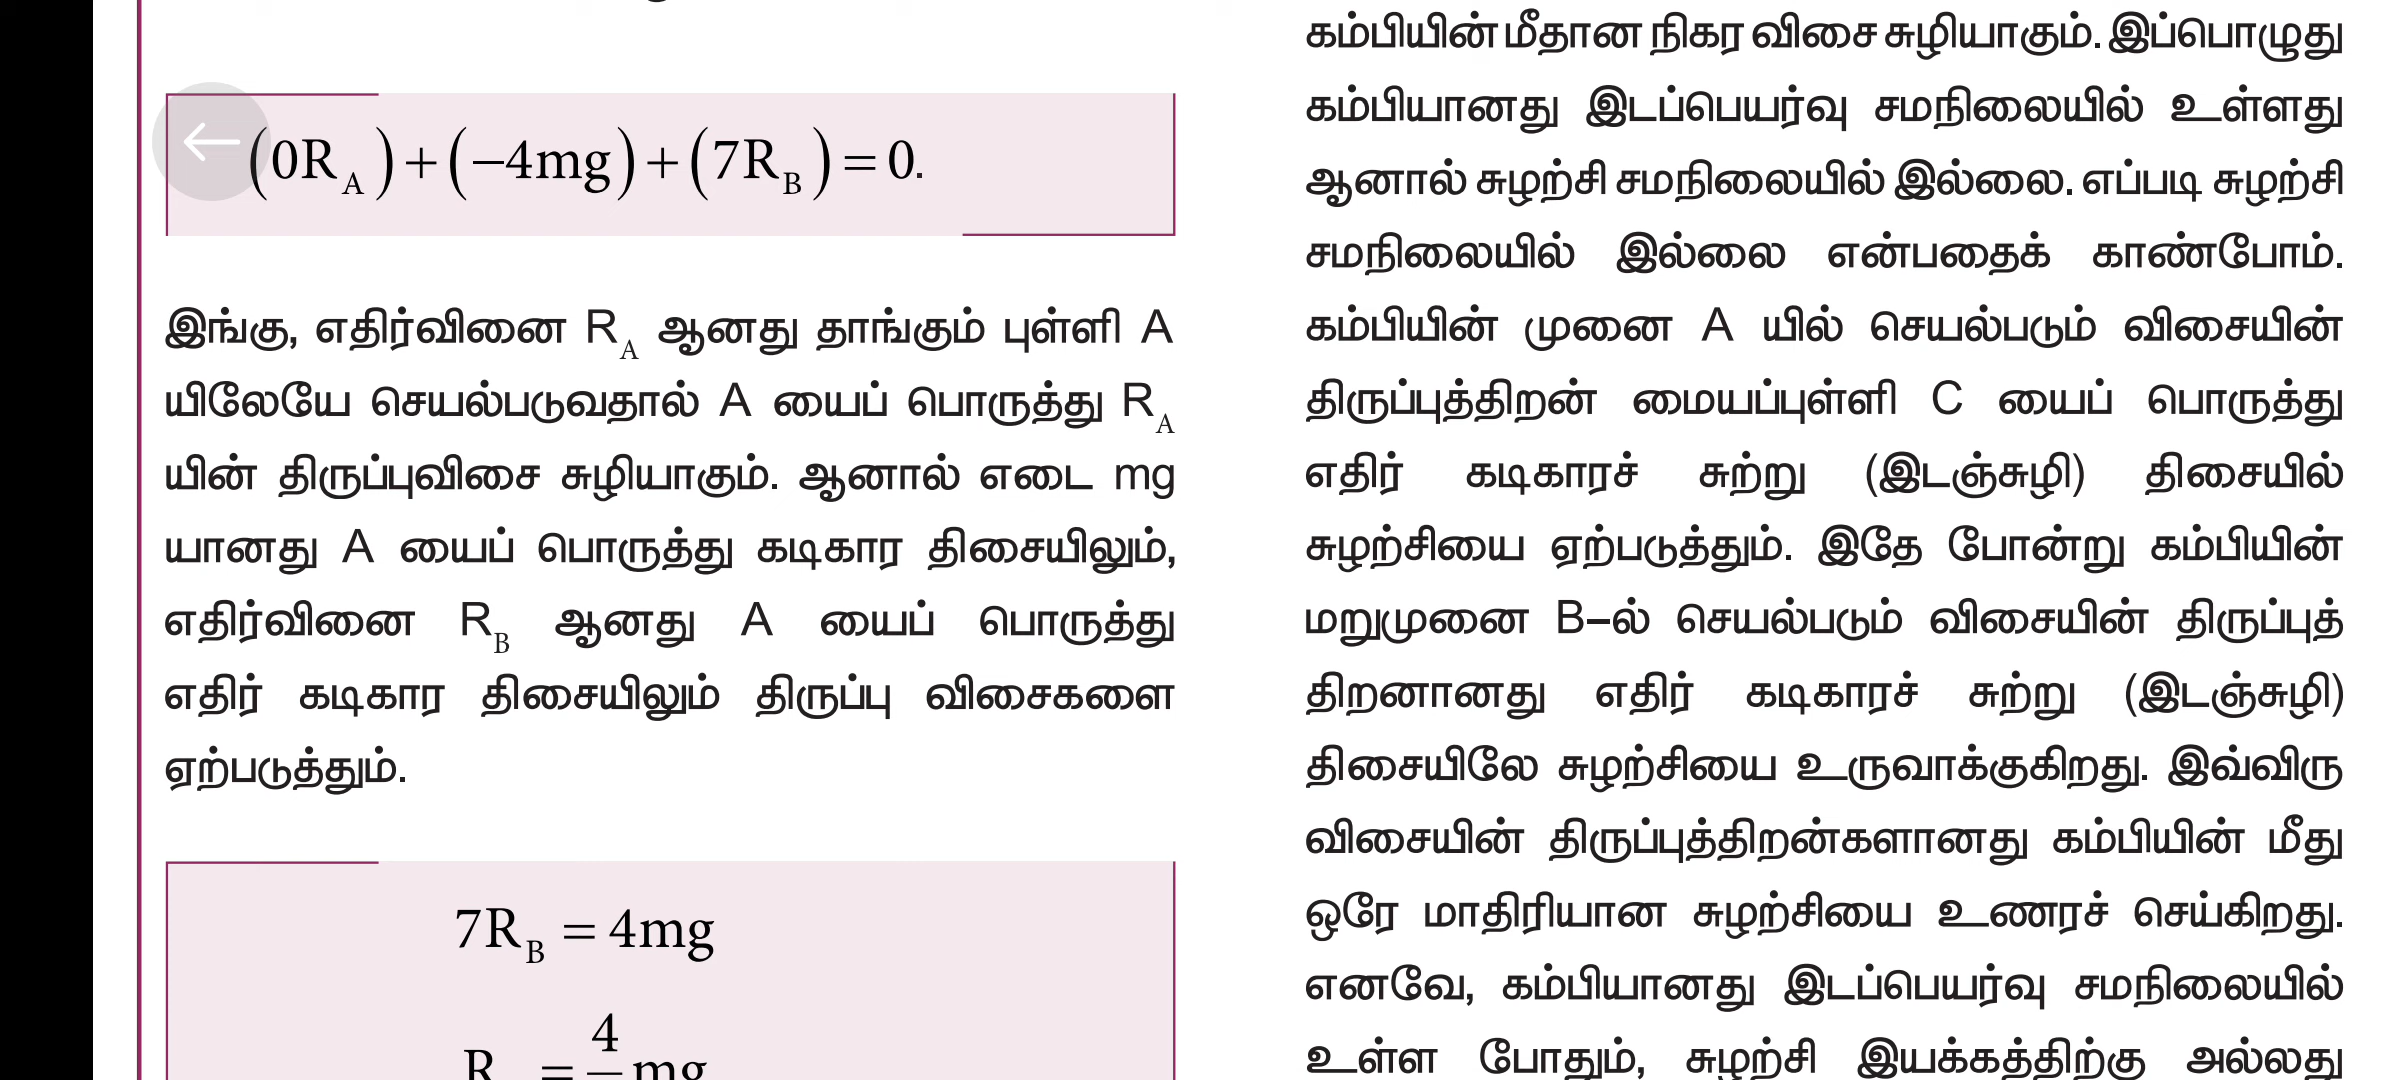 (0R_A) + (−4mg) + (7R_B) = 0.
இங்கு, எதிர்வினை R_A ஆனது தாங்கும் புள்ளி A
யிலேயே செயல்படுவதால் A யைப் பொருத்து R_A
யின் திருப்புவிசை சுழியாகும். ஆனால் எடை mg
யானது A யைப் பொருத்து கடிகார திசையிலும்,
எதிர்வினை R_B ஆனது A யைப் பொருத்து
எதிர் கடிகார திசையிலும் திருப்பு விசைகளை
ஏற்படுத்தும்.
7R_B = 4mg
கம்பியின் மீதான நிகர விசை சுழியாகும். இப்பொழுது
கம்பியானது இடப்பெயர்வு சமநிலையில் உள்ளது
ஆனால் சுழற்சி சமநிலையில் இல்லை. எப்படி சுழற்சி
சமநிலையில் இல்லை என்பதைக் காண்போம்.
கம்பியின் முனை A யில் செயல்படும் விசையின்
திருப்புத்திறன் மையப்புள்ளி C யைப் பொருத்து
எதிர் கடிகாரச் சுற்று (இடஞ்சுழி) திசையில்
சுழற்சியை ஏற்படுத்தும். இதே போன்று கம்பியின்
மறுமுனை B–ல் செயல்படும் விசையின் திருப்புத்
திறனானது எதிர் கடிகாரச் சுற்று (இடஞ்சுழி)
திசையிலே சுழற்சியை உருவாக்குகிறது. இவ்விரு
விசையின் திருப்புத்திறன்களானது கம்பியின் மீது
ஒரே மாதிரியான சுழற்சியை உணரச் செய்கிறது.
எனவே, கம்பியானது இடப்பெயர்வு சமநிலையில்
உள்ள போதும், சுழற்சி இயக்கத்திற்கு அல்லது